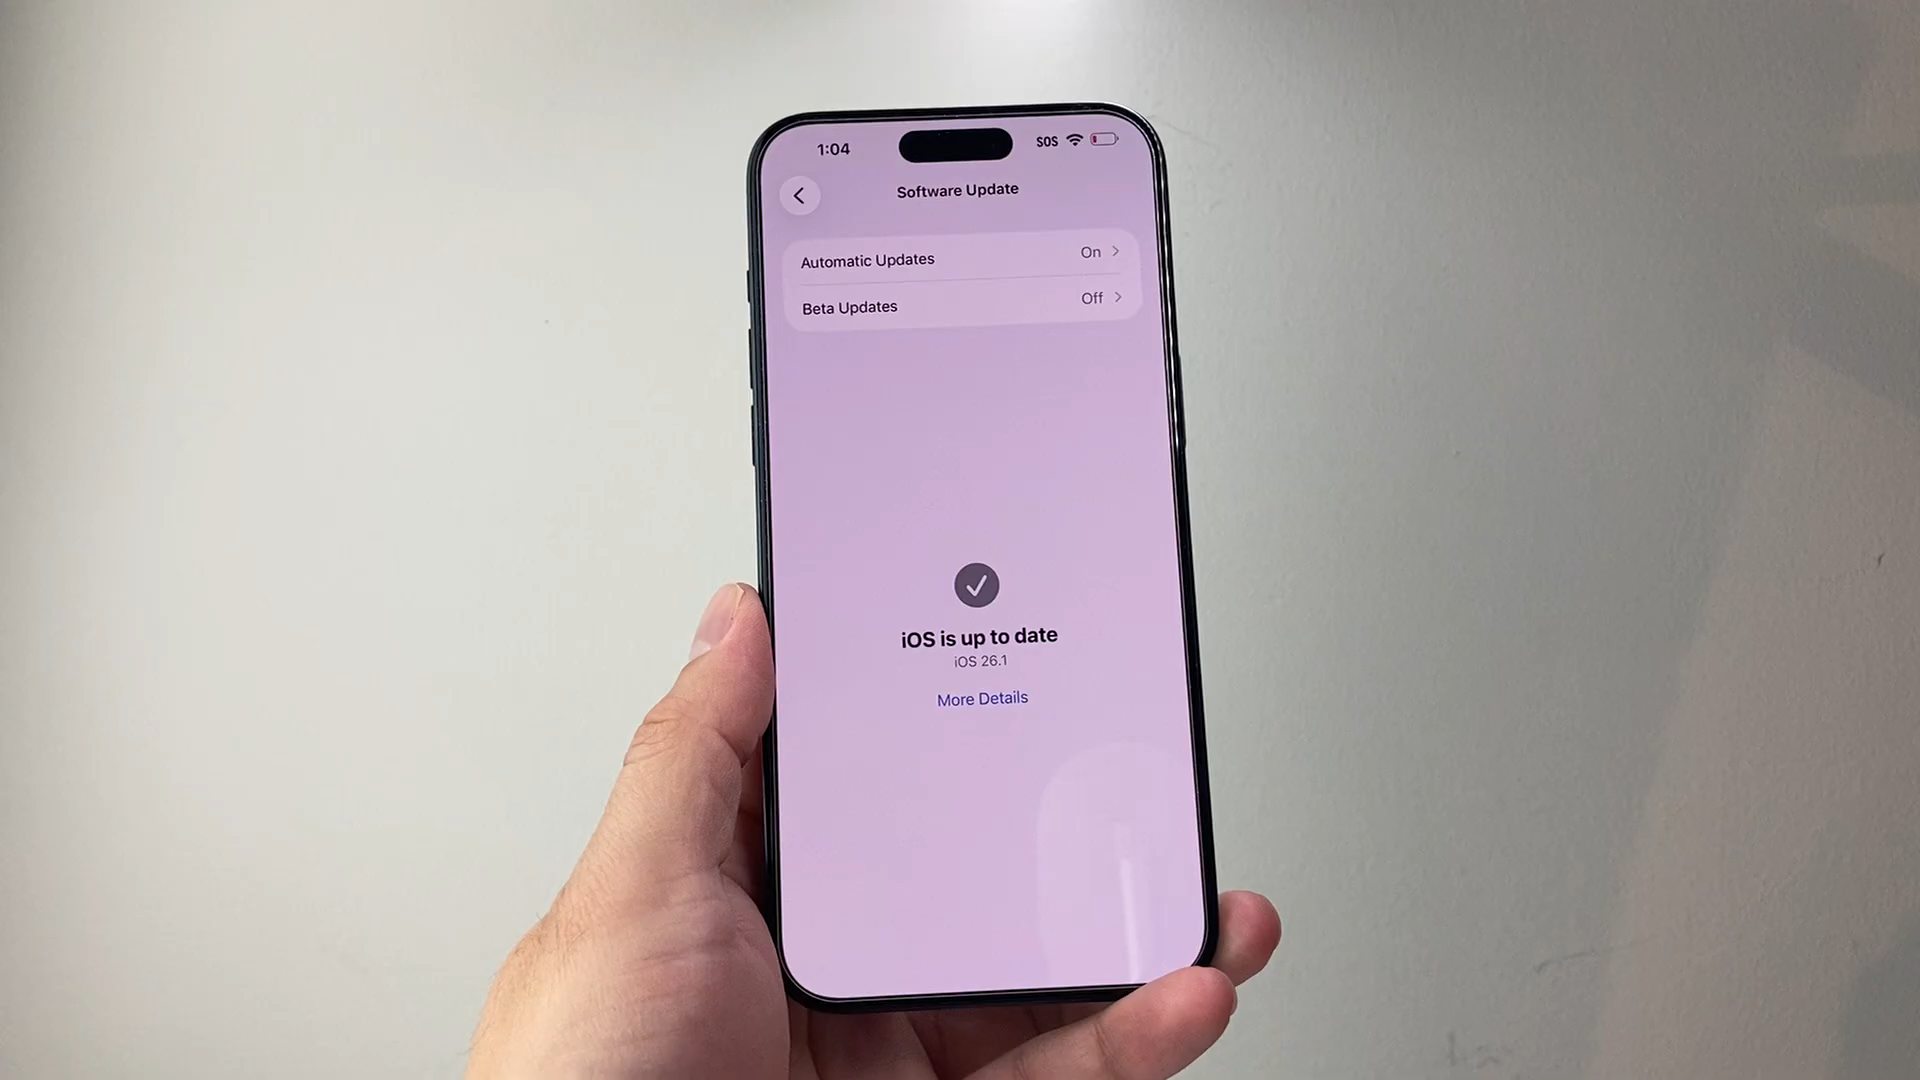 1:04 SOS
Software Update
Automatic Updates On
Beta Updates Off
iOS is up to date
iOS 26.1
More Details